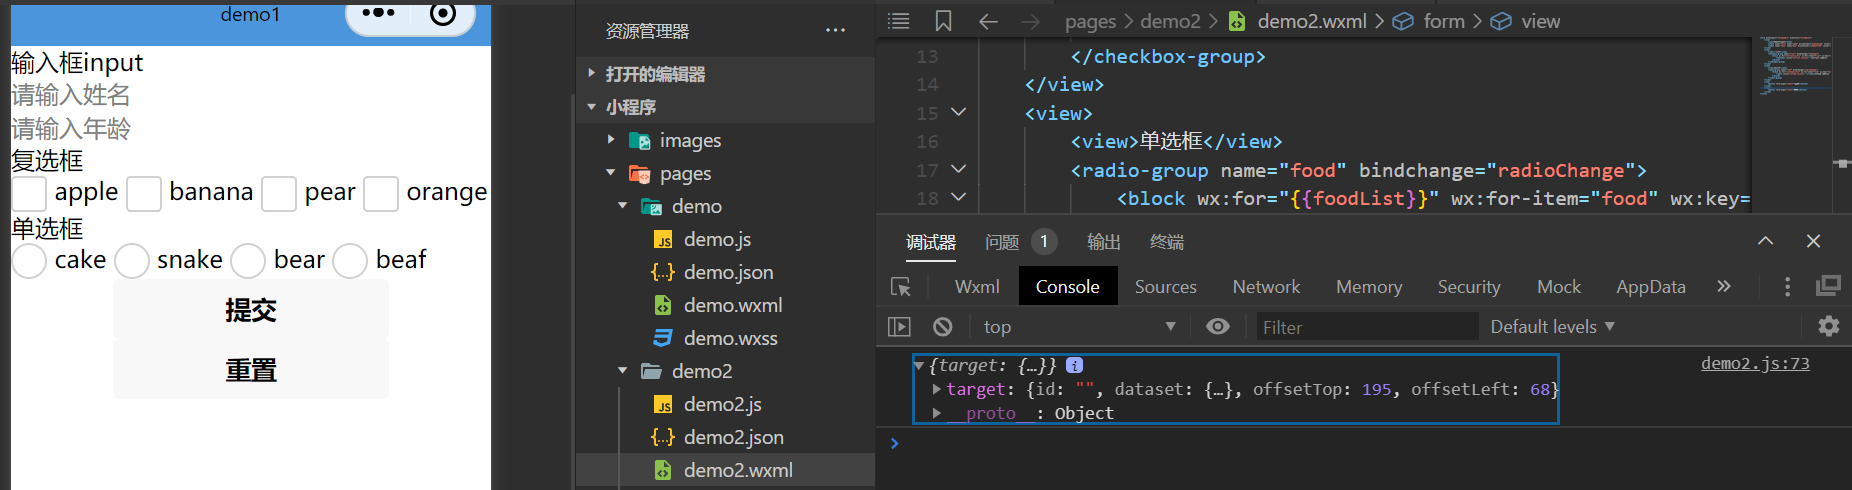 demo1
输入框input
请输入姓名
请输入年龄
复选框
apple banana pear orange
单选框
cake snake bear beaf
提交
重置
资源管理器
打开的编辑器
小程序
images
pages
demo
demo.js
demo.json
demo.wxml
demo.wxss
demo2
demo2.js
demo2.json
demo2.wxml
pages > demo2 > demo2.wxml > form > view
13 </checkbox-group>
14 </view>
15 <view>
16 <view>单选框</view>
17 <radio-group name="food" bindchange="radioChange">
18 <block wx:for="{{foodList}}" wx:for-item="food" wx:key=
调试器 问题 1 输出 终端
Wxml Console Sources Network Memory Security Mock AppData »
top Filter Default levels ▼
▼{target: {…}} i demo2.js:73
▶target: {id: "", dataset: {…}, offsetTop: 195, offsetLeft: 68}
▶__proto__: Object